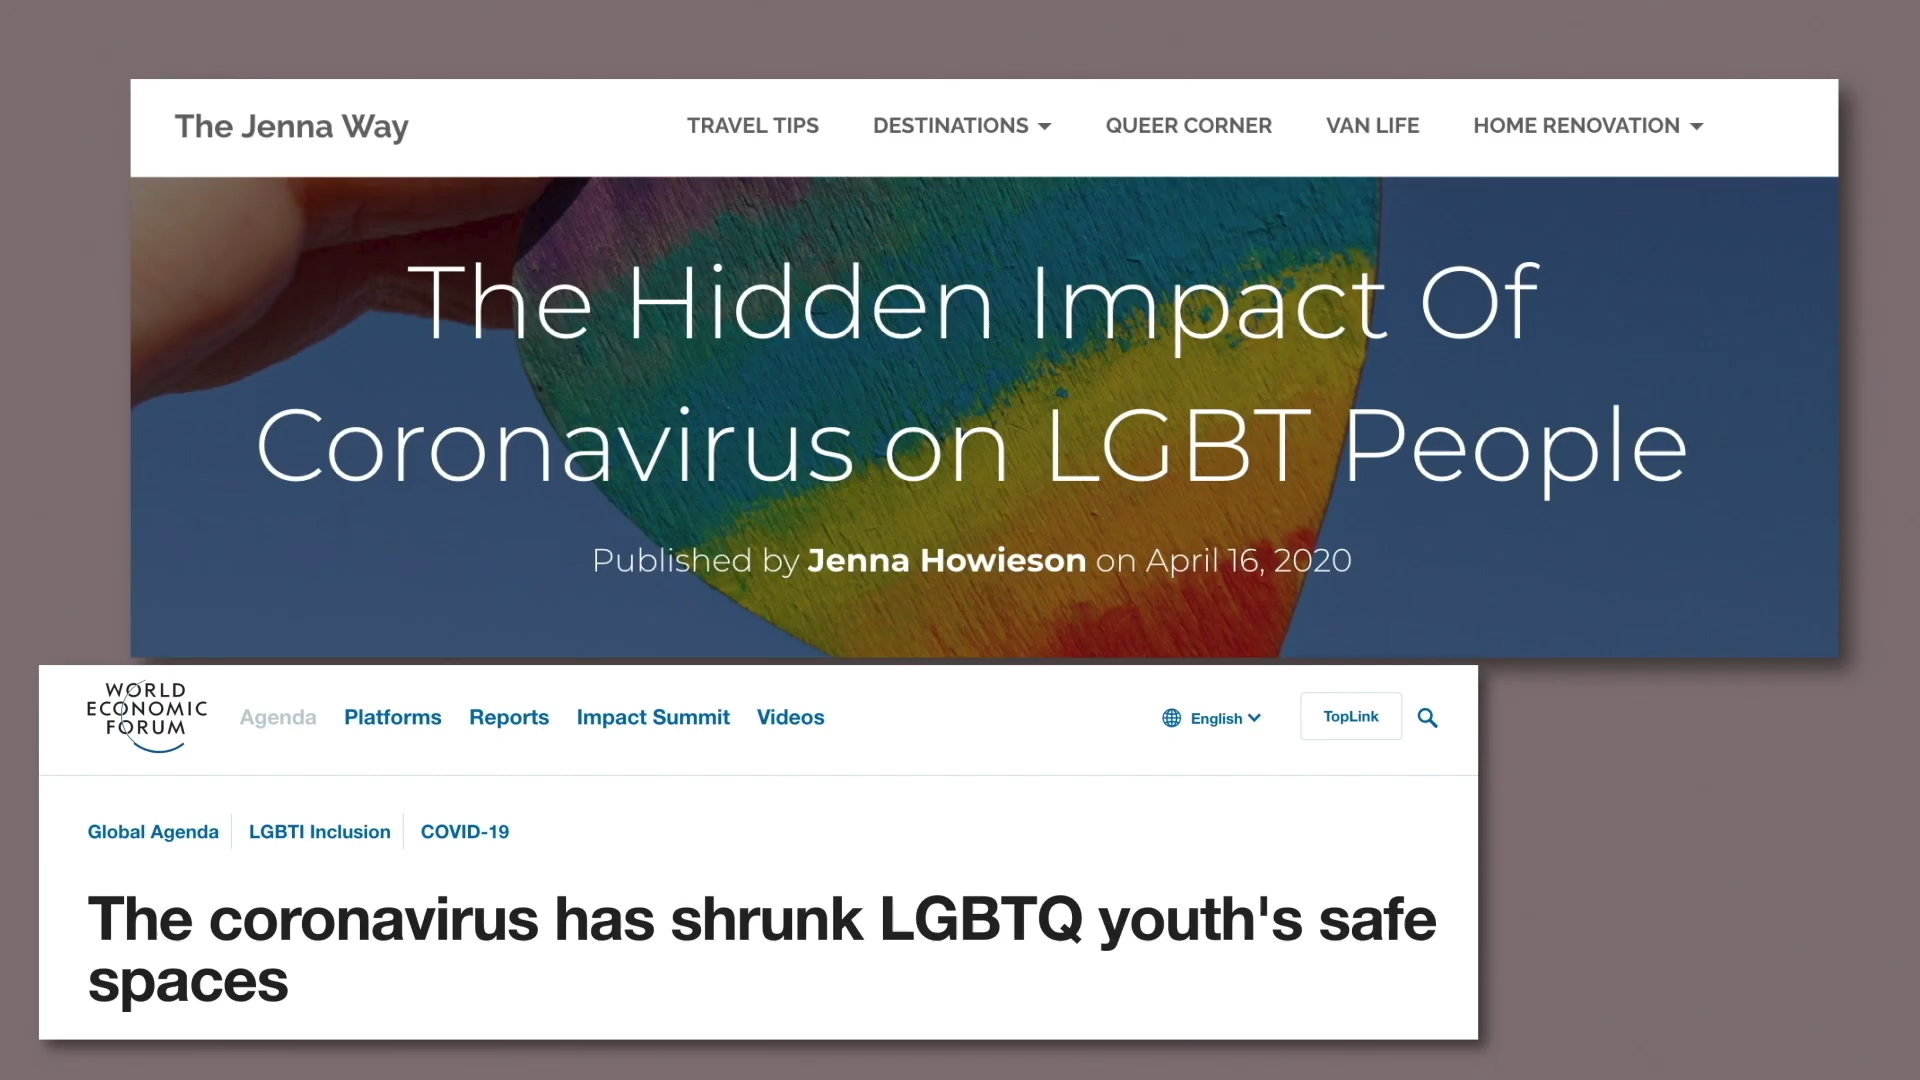 The Jenna Way
TRAVEL TIPS DESTINATIONS QUEER CORNER VAN LIFE HOME RENOVATION
The Hidden Impact Of
Coronavirus on LGBT People
Published by Jenna Howieson on April 16, 2020
WORLD
ECONOMIC
FORUM
Agenda Platforms Reports Impact Summit Videos
English
TopLink
Global Agenda LGBTI Inclusion COVID-19
The coronavirus has shrunk LGBTQ youth's safe
spaces